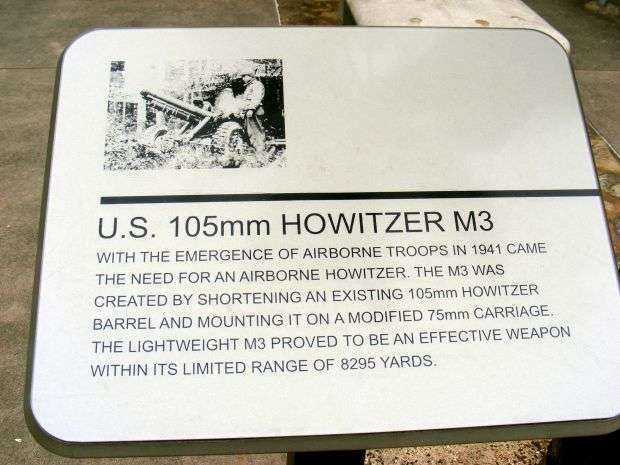 U.S. 105mm HOWITZER M3
WITH THE EMERGENCE OF AIRBORNE TROOPS IN 1941 CAME
THE NEED FOR AN AIRBORNE HOWITZER. THE M3 WAS
CREATED BY SHORTENING AN EXISTING 105mm HOWITZER
BARREL AND MOUNTING IT ON A MODIFIED 75mm CARRIAGE.
THE LIGHTWEIGHT M3 PROVED TO BE AN EFFECTIVE WEAPON
WITHIN ITS LIMITED RANGE OF 8295 YARDS.